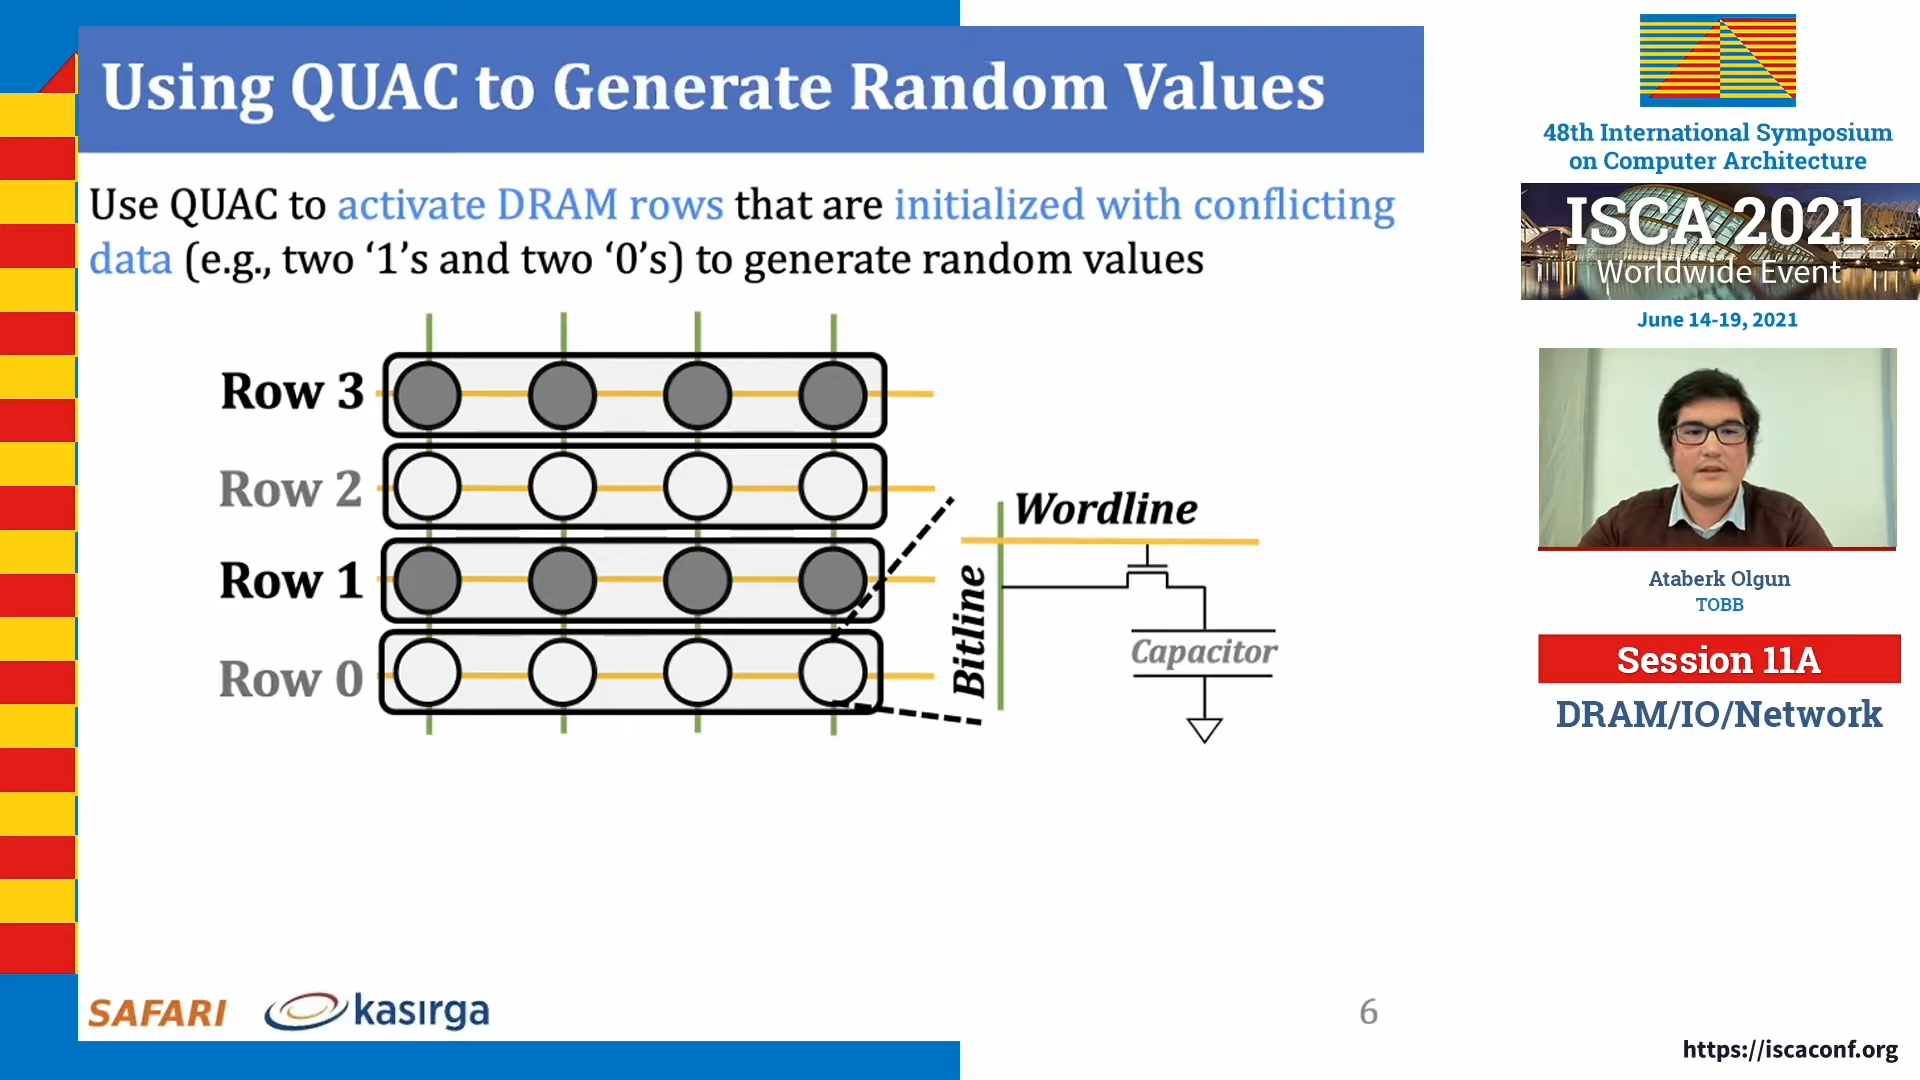 Using QUAC to Generate Random Values
Use QUAC to activate DRAM rows that are initialized with conflicting
data (e.g., two ‘1’s and two ‘0’s) to generate random values
Row 3
Row 2
Row 1
Row 0
Wordline
Bitline
Capacitor
SAFARI
kasırga
6
48th International Symposium
on Computer Architecture
ISCA 2021
Worldwide Event
June 14-19, 2021
Ataberk Olgun
TOBB
Session 11A
DRAM/IO/Network
https://iscaconf.org